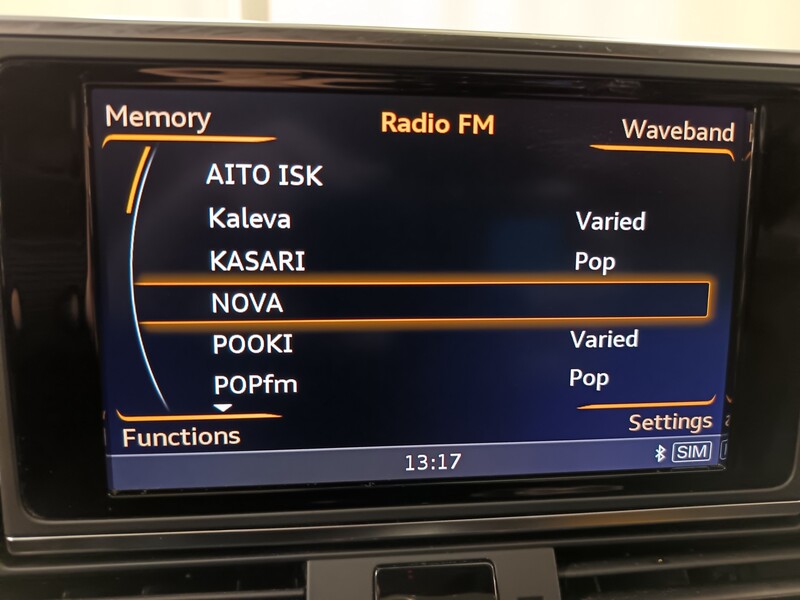 Memory Radio FM Waveband
AITO ISK
Kaleva Varied
KASARI Pop
NOVA
POOKI Varied
POPfm Pop
Functions Settings
13:17 SIM